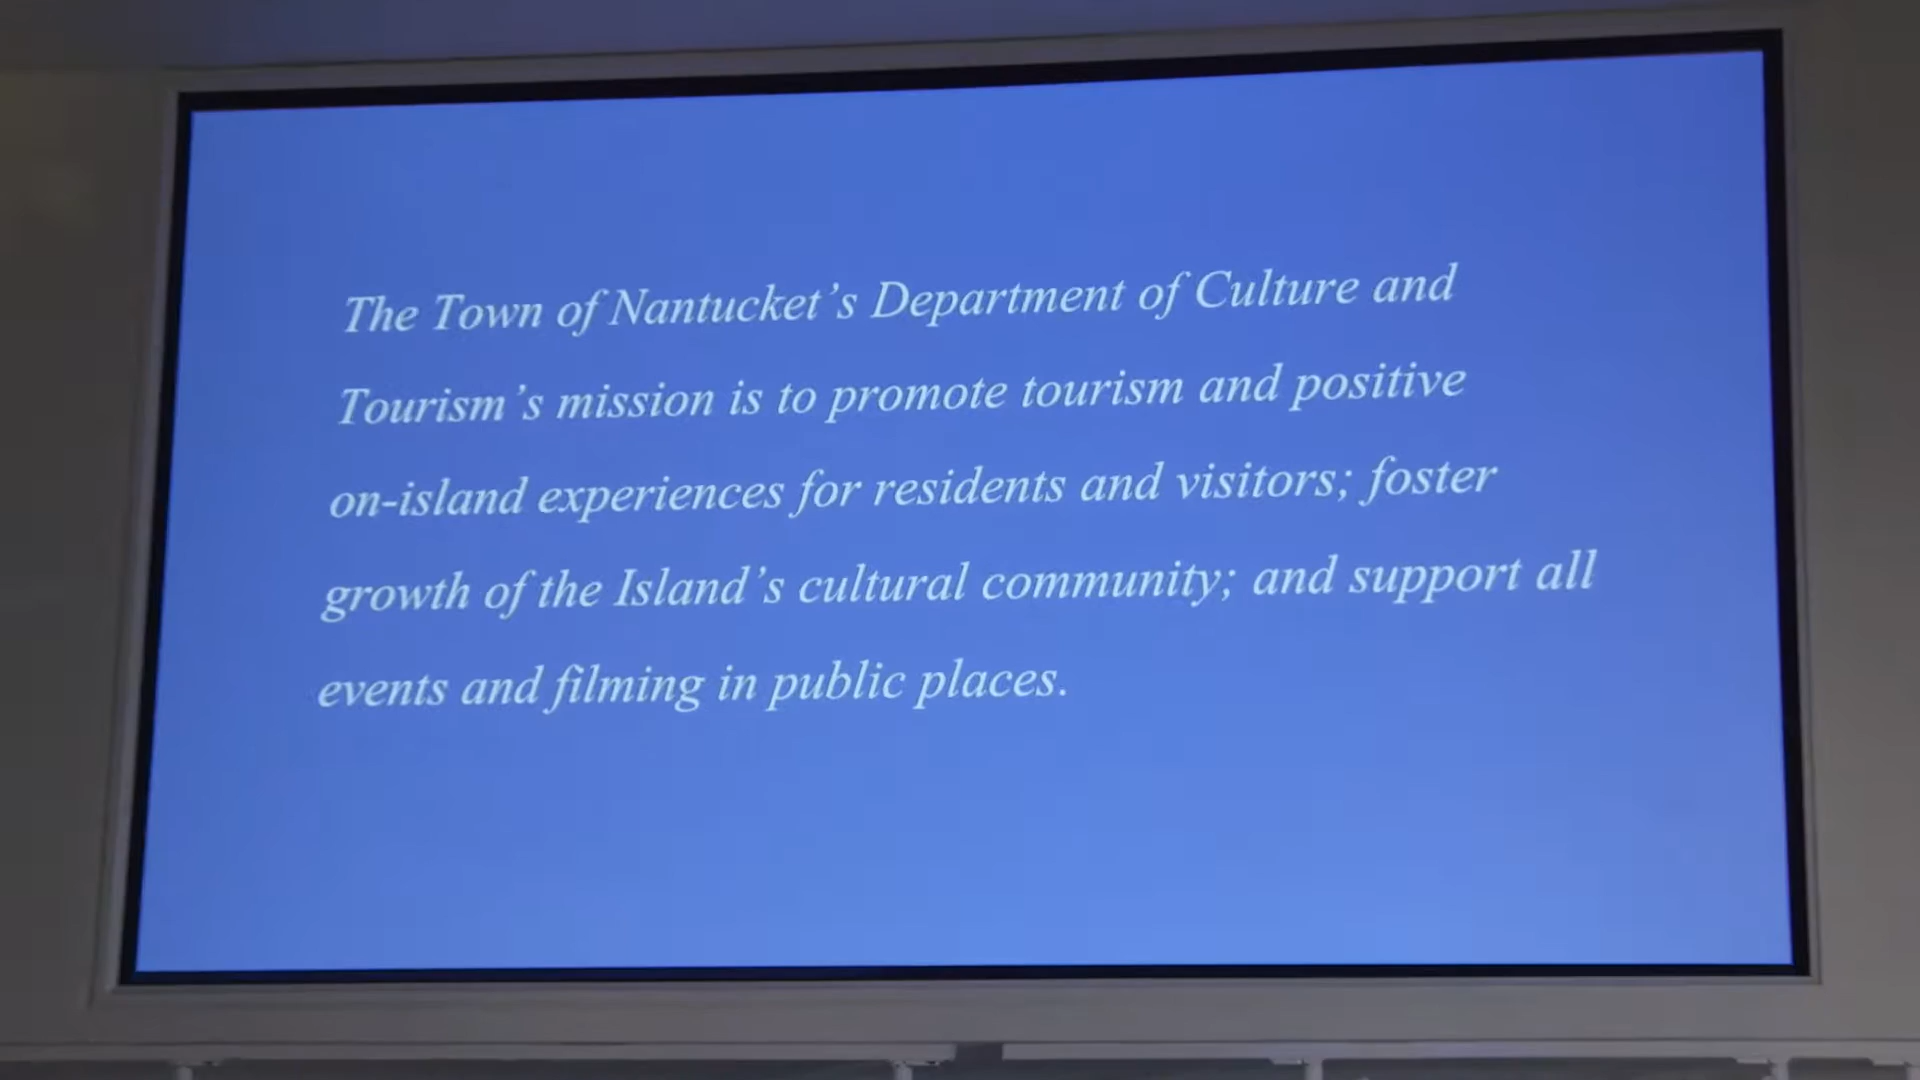 The Town of Nantucket’s Department of Culture and
Tourism’s mission is to promote tourism and positive
on-island experiences for residents and visitors; foster
growth of the Island’s cultural community; and support all
events and filming in public places.